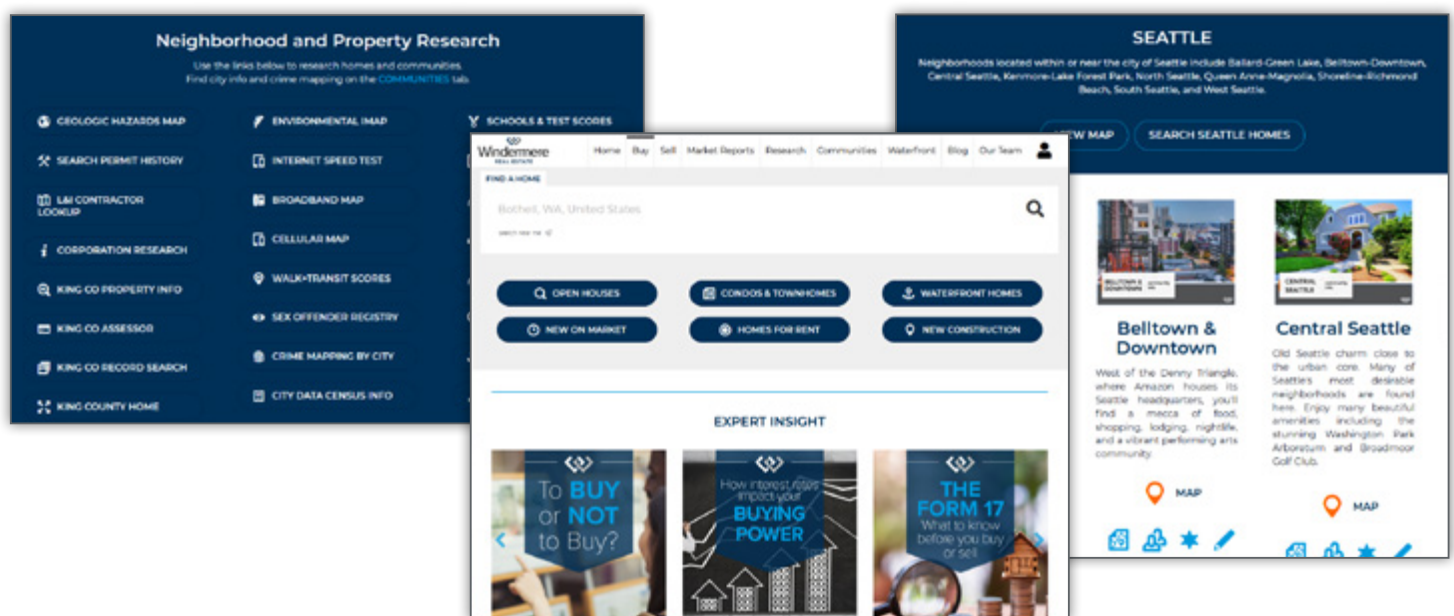 Neighborhood and Property Research
Use the links below to research homes and communities.
Find city info and crime mapping on the COMMUNITIES tab.
GEOLOGIC HAZARDS MAP
ENVIRONMENTAL IMAP
SCHOOLS & TEST SCORES
SEARCH PERMIT HISTORY
INTERNET SPEED TEST
L&I CONTRACTOR
LOOKUP
BROADBAND MAP
CORPORATION RESEARCH
CELLULAR MAP
KING CO PROPERTY INFO
WALK+TRANSIT SCORES
KING CO ASSESSOR
SEX OFFENDER REGISTRY
KING CO RECORD SEARCH
CRIME MAPPING BY CITY
KING COUNTY HOME
CITY DATA CENSUS INFO
Windermere
REAL ESTATE
Home Buy Sell Market Reports Research Communities Waterfront Blog Our Team
FIND A HOME
Bothell, WA, United States
OPEN HOUSES
CONDOS & TOWNHOMES
WATERFRONT HOMES
NEW ON MARKET
HOMES FOR RENT
NEW CONSTRUCTION
EXPERT INSIGHT
To BUY
or NOT
to Buy?
How interest rates
impact your
BUYING
POWER
THE
FORM 17
What to know
before you buy
or sell
SEATTLE
Neighborhoods located within or near the city of Seattle include Ballard-Green Lake, Belltown-Downtown,
Central Seattle, Kenmore-Lake Forest Park, North Seattle, Queen Anne-Magnolia, Shoreline-Richmond
Beach, South Seattle, and West Seattle.
MAP
SEARCH SEATTLE HOMES
BELLTOWN &
DOWNTOWN
CENTRAL
SEATTLE
Belltown &
Downtown
West of the Denny Triangle,
where Amazon houses its
Seattle headquarters, you'll
find a mecca of food,
shopping, lodging, nightlife,
and a vibrant performing arts
community.
MAP
Central Seattle
Old Seattle charm close to
the urban core. Many of
Seattle's most desirable
neighborhoods are found
here. Enjoy many beautiful
amenities including the
stunning Washington Park
Arboretum and Broadmoor
Golf Club.
MAP